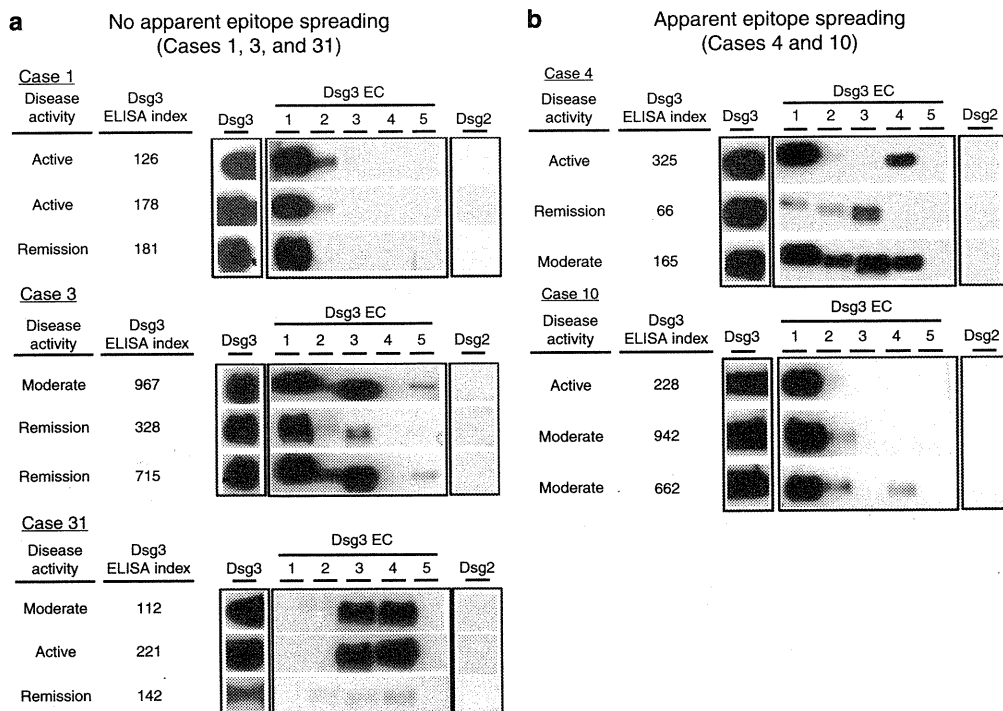 a No apparent epitope spreading
(Cases 1, 3, and 31)
Case 1
Disease activity Dsg3 ELISA index Dsg3 Dsg3 EC 1 2 3 4 5 Dsg2
Active 126
Active 178
Remission 181
Case 3
Disease activity Dsg3 ELISA index Dsg3 Dsg3 EC 1 2 3 4 5 Dsg2
Moderate 967
Remission 328
Remission 715
Case 31
Disease activity Dsg3 ELISA index Dsg3 Dsg3 EC 1 2 3 4 5 Dsg2
Moderate 112
Active 221
Remission 142
b Apparent epitope spreading
(Cases 4 and 10)
Case 4
Disease activity Dsg3 ELISA index Dsg3 Dsg3 EC 1 2 3 4 5 Dsg2
Active 325
Remission 66
Moderate 165
Case 10
Disease activity Dsg3 ELISA index Dsg3 Dsg3 EC 1 2 3 4 5 Dsg2
Active 228
Moderate 942
Moderate 662